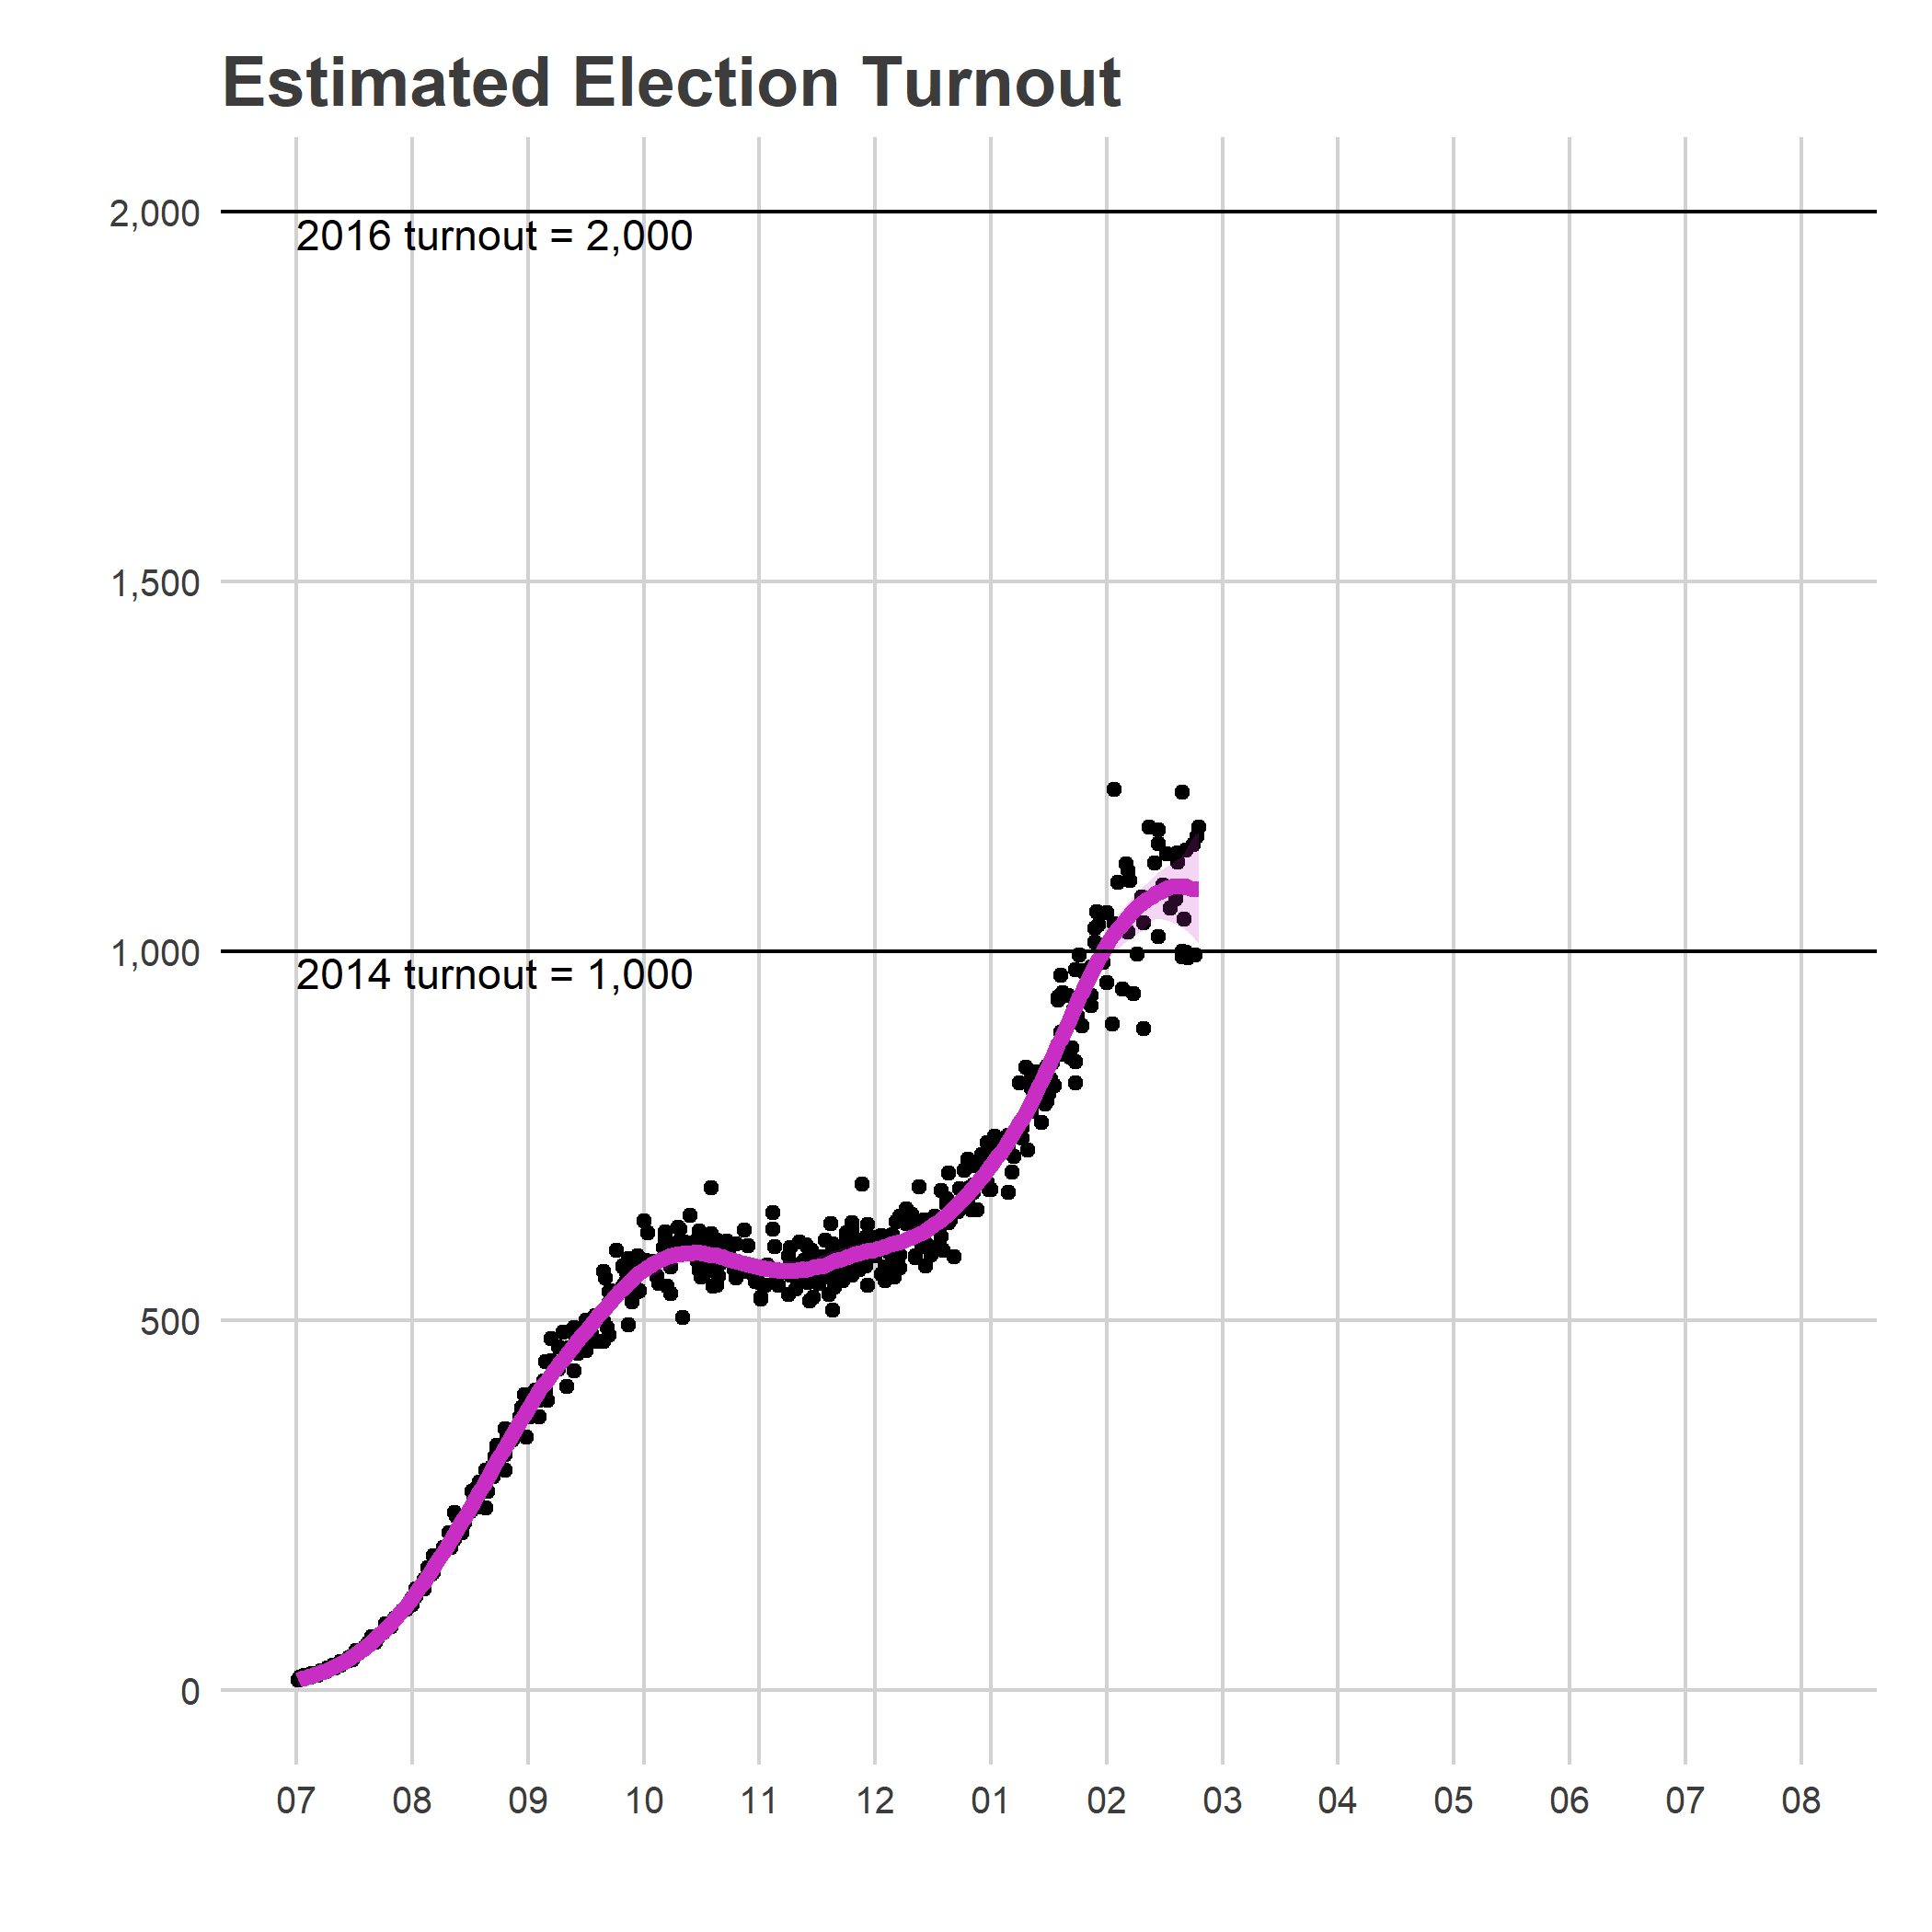 Estimated Election Turnout
2,000
2016 turnout = 2,000
1,500
1,000
2014 turnout = 1,000
500
0
07 08 09 10 11 12 01 02 03 04 05 06 07 08